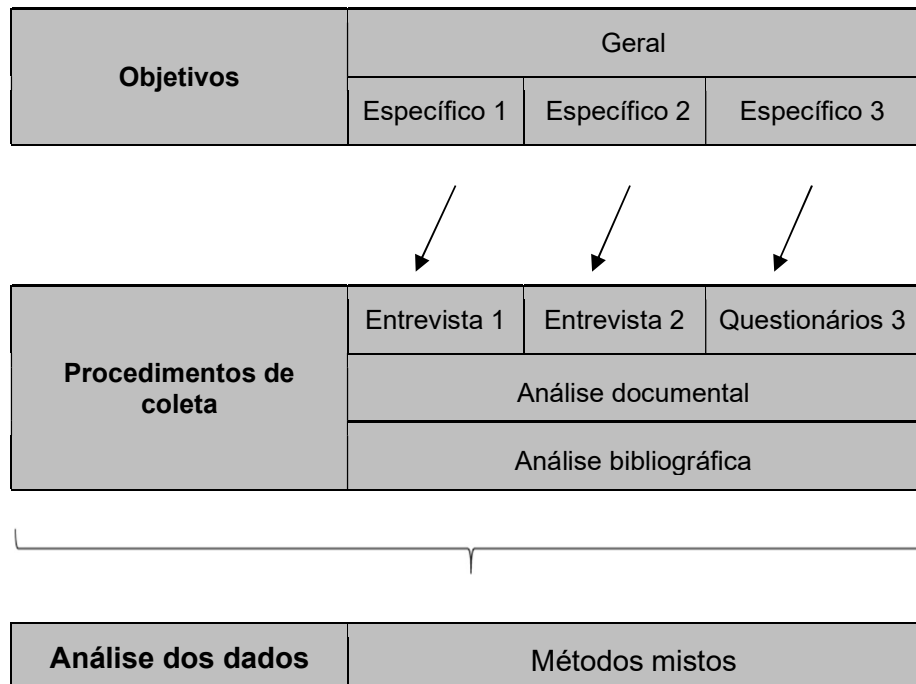 Objetivos
Geral
Específico 1
Específico 2
Específico 3
Procedimentos de
coleta
Entrevista 1
Entrevista 2
Questionários 3
Análise documental
Análise bibliográfica
Análise dos dados
Métodos mistos